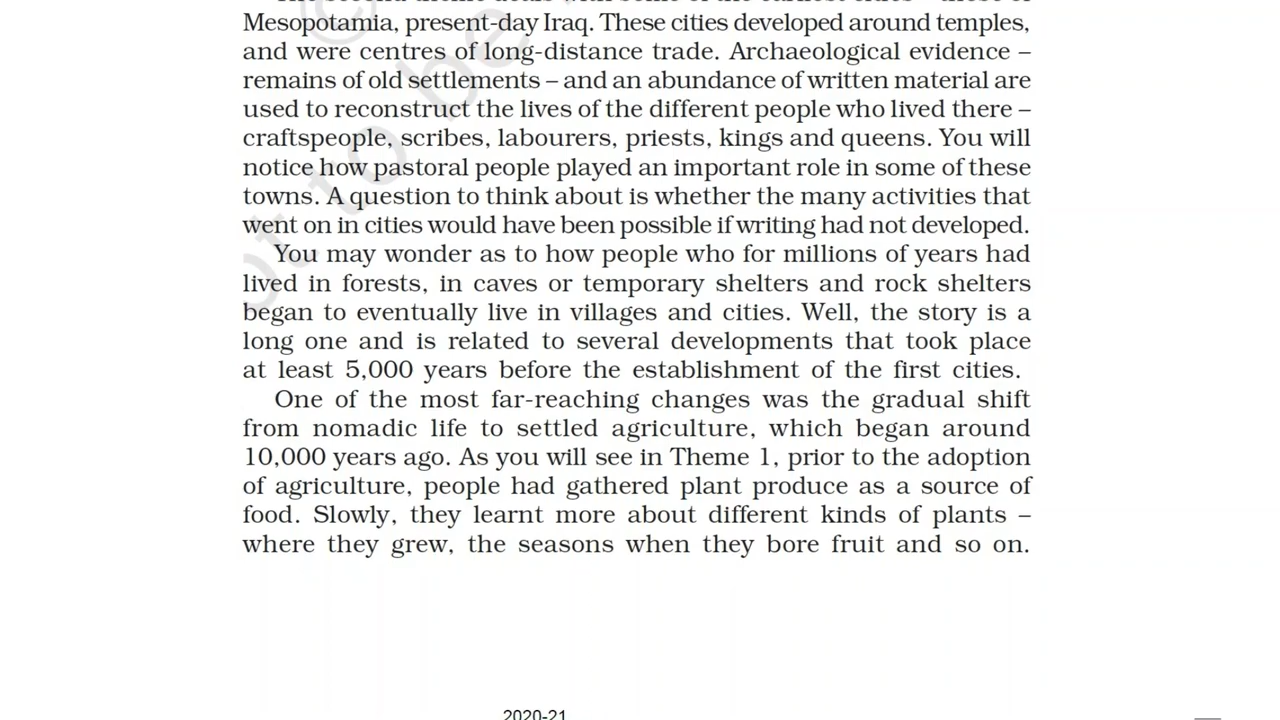 Mesopotamia, present-day Iraq. These cities developed around temples,
and were centres of long-distance trade. Archaeological evidence –
remains of old settlements – and an abundance of written material are
used to reconstruct the lives of the different people who lived there –
craftspeople, scribes, labourers, priests, kings and queens. You will
notice how pastoral people played an important role in some of these
towns. A question to think about is whether the many activities that
went on in cities would have been possible if writing had not developed.
You may wonder as to how people who for millions of years had
lived in forests, in caves or temporary shelters and rock shelters
began to eventually live in villages and cities. Well, the story is a
long one and is related to several developments that took place
at least 5,000 years before the establishment of the first cities.
One of the most far-reaching changes was the gradual shift
from nomadic life to settled agriculture, which began around
10,000 years ago. As you will see in Theme 1, prior to the adoption
of agriculture, people had gathered plant produce as a source of
food. Slowly, they learnt more about different kinds of plants –
where they grew, the seasons when they bore fruit and so on.
©
to be
2020-21